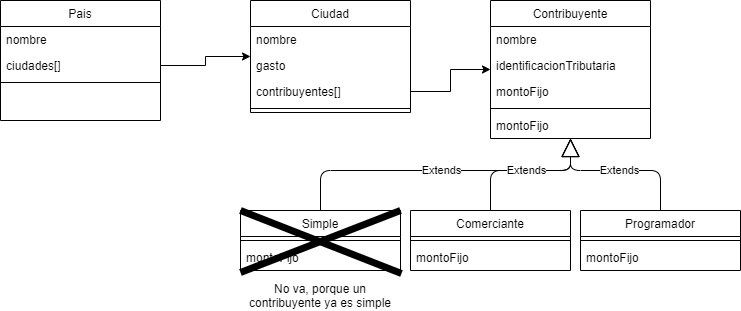 Pais
nombre
ciudades[]
Ciudad
nombre
gasto
contribuyentes[]
Contribuyente
nombre
identificacionTributaria
montoFijo
montoFijo
Extends
Extends
Extends
Simple
montoFijo
Comerciante
montoFijo
Programador
montoFijo
No va, porque un
contribuyente ya es simple